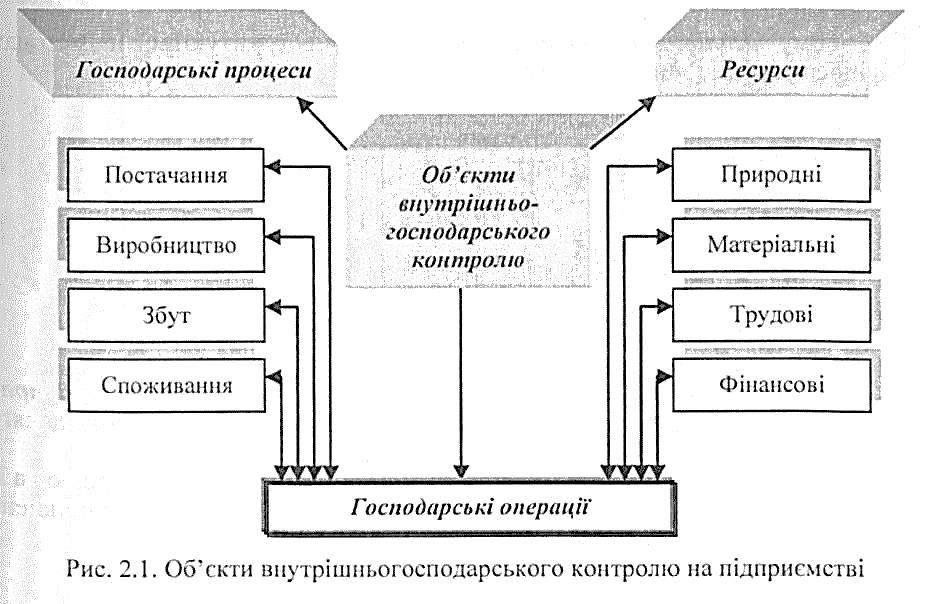 Господарські процеси
Ресурси
Об’єкти
внутрішньо-
господарського
контролю
Постачання
Виробництво
Збут
Споживання
Природні
Матеріальні
Трудові
Фінансові
Господарські операції
Рис. 2.1. Об’єкти внутрішньогосподарського контролю на підприємстві